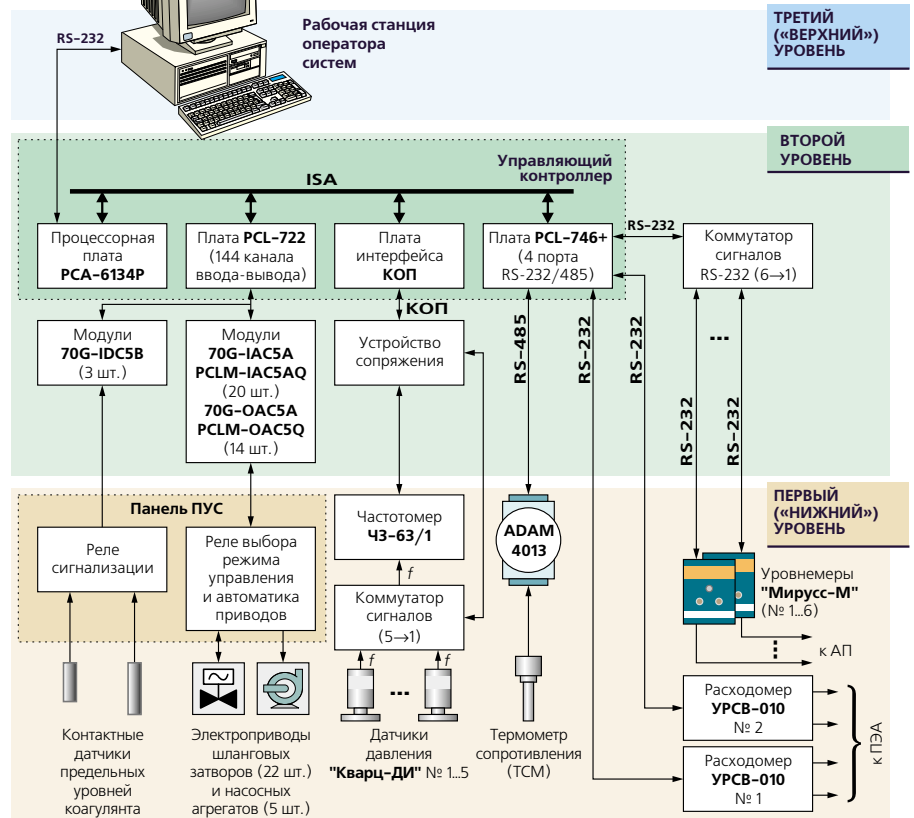 RS–232
Рабочая станция
оператора
систем
ТРЕТИЙ
(«ВЕРХНИЙ»)
УРОВЕНЬ
ВТОРОЙ
УРОВЕНЬ
Управляющий
контроллер
ISA
Процессорная
плата
PCA–6134P
Плата PCL–722
(144 канала
ввода-вывода)
Плата
интерфейса
КОП
Плата PCL–746+
(4 порта
RS-232/485)
RS–232
Коммутатор
сигналов
RS-232 (6→1)
КОП
Модули
70G–IDC5B
(3 шт.)
Модули
70G–IAC5A
PCLM–IAC5AQ
(20 шт.)
70G–OAC5A
PCLM–OAC5Q
(14 шт.)
Устройство
сопряжения
RS–485
RS–232
RS–232
...
RS–232
RS–232
ПЕРВЫЙ
(«НИЖНИЙ»)
УРОВЕНЬ
Панель ПУС
Реле
сигнализации
Реле выбора
режима
управления
и автоматика
приводов
Частотомер
ЧЗ–63/1
f
Коммутатор
сигналов
(5→1)
f
...
f
ADAM
4013
Уровнемеры
"Мирусс–М"
(№ 1...6)
...
к АП
Контактные
датчики
предельных
уровней
коагулянта
Электроприводы
шланговых
затворов (22 шт.)
и насосных
агрегатов (5 шт.)
Датчики
давления
"Кварц–ДИ" № 1...5
Термометр
сопротивления
(ТСМ)
Расходомер
УРСВ–010
№ 2
Расходомер
УРСВ–010
№ 1
к ПЭА